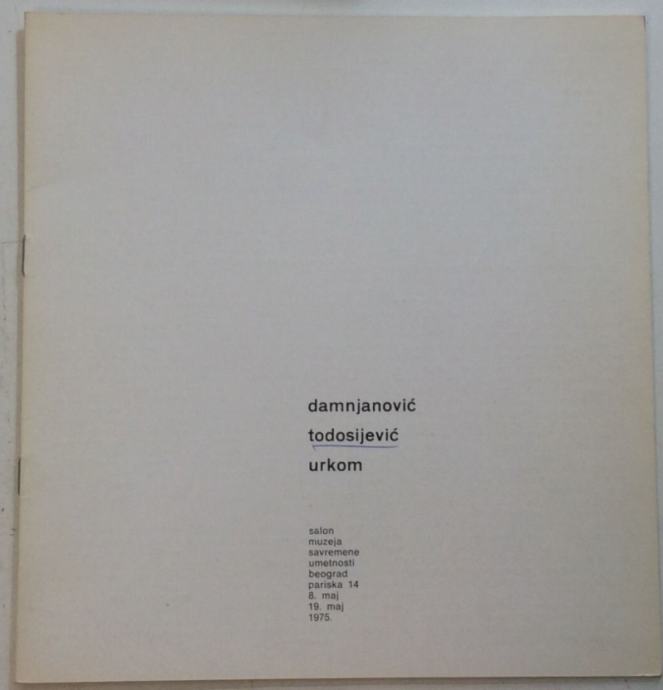 damnjanović
todosijević
urkom
salon
muzeja
savremene
umetnosti
beograd
pariska 14
8. maj
19. maj
1975.